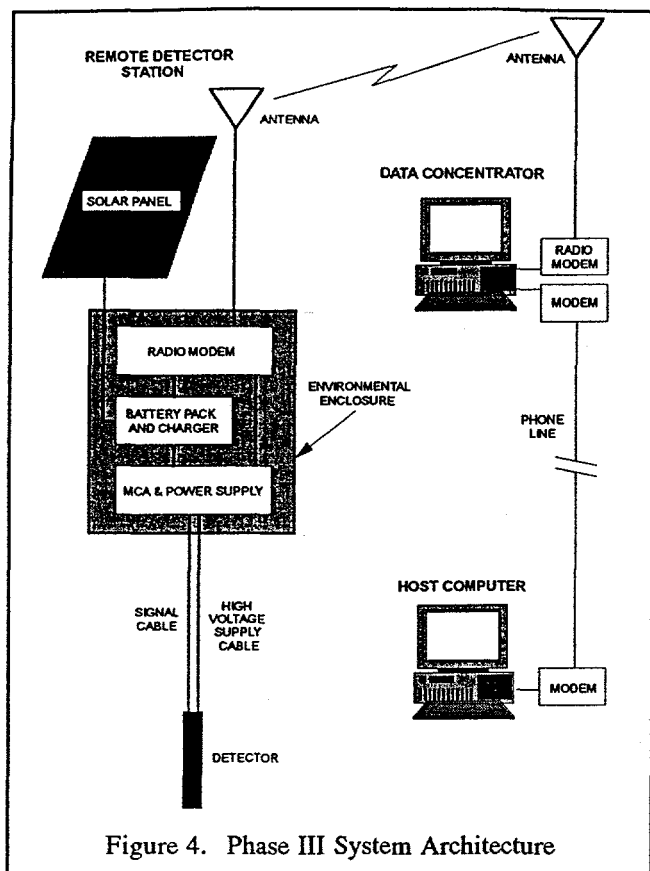 REMOTE DETECTOR
STATION
ANTENNA
ANTENNA
SOLAR PANEL
DATA CONCENTRATOR
RADIO
MODEM
MODEM
RADIO MODEM
ENVIRONMENTAL
ENCLOSURE
BATTERY PACK
AND CHARGER
MCA & POWER SUPPLY
PHONE
LINE
SIGNAL
CABLE
HIGH
VOLTAGE
SUPPLY
CABLE
HOST COMPUTER
MODEM
DETECTOR
Figure 4. Phase III System Architecture